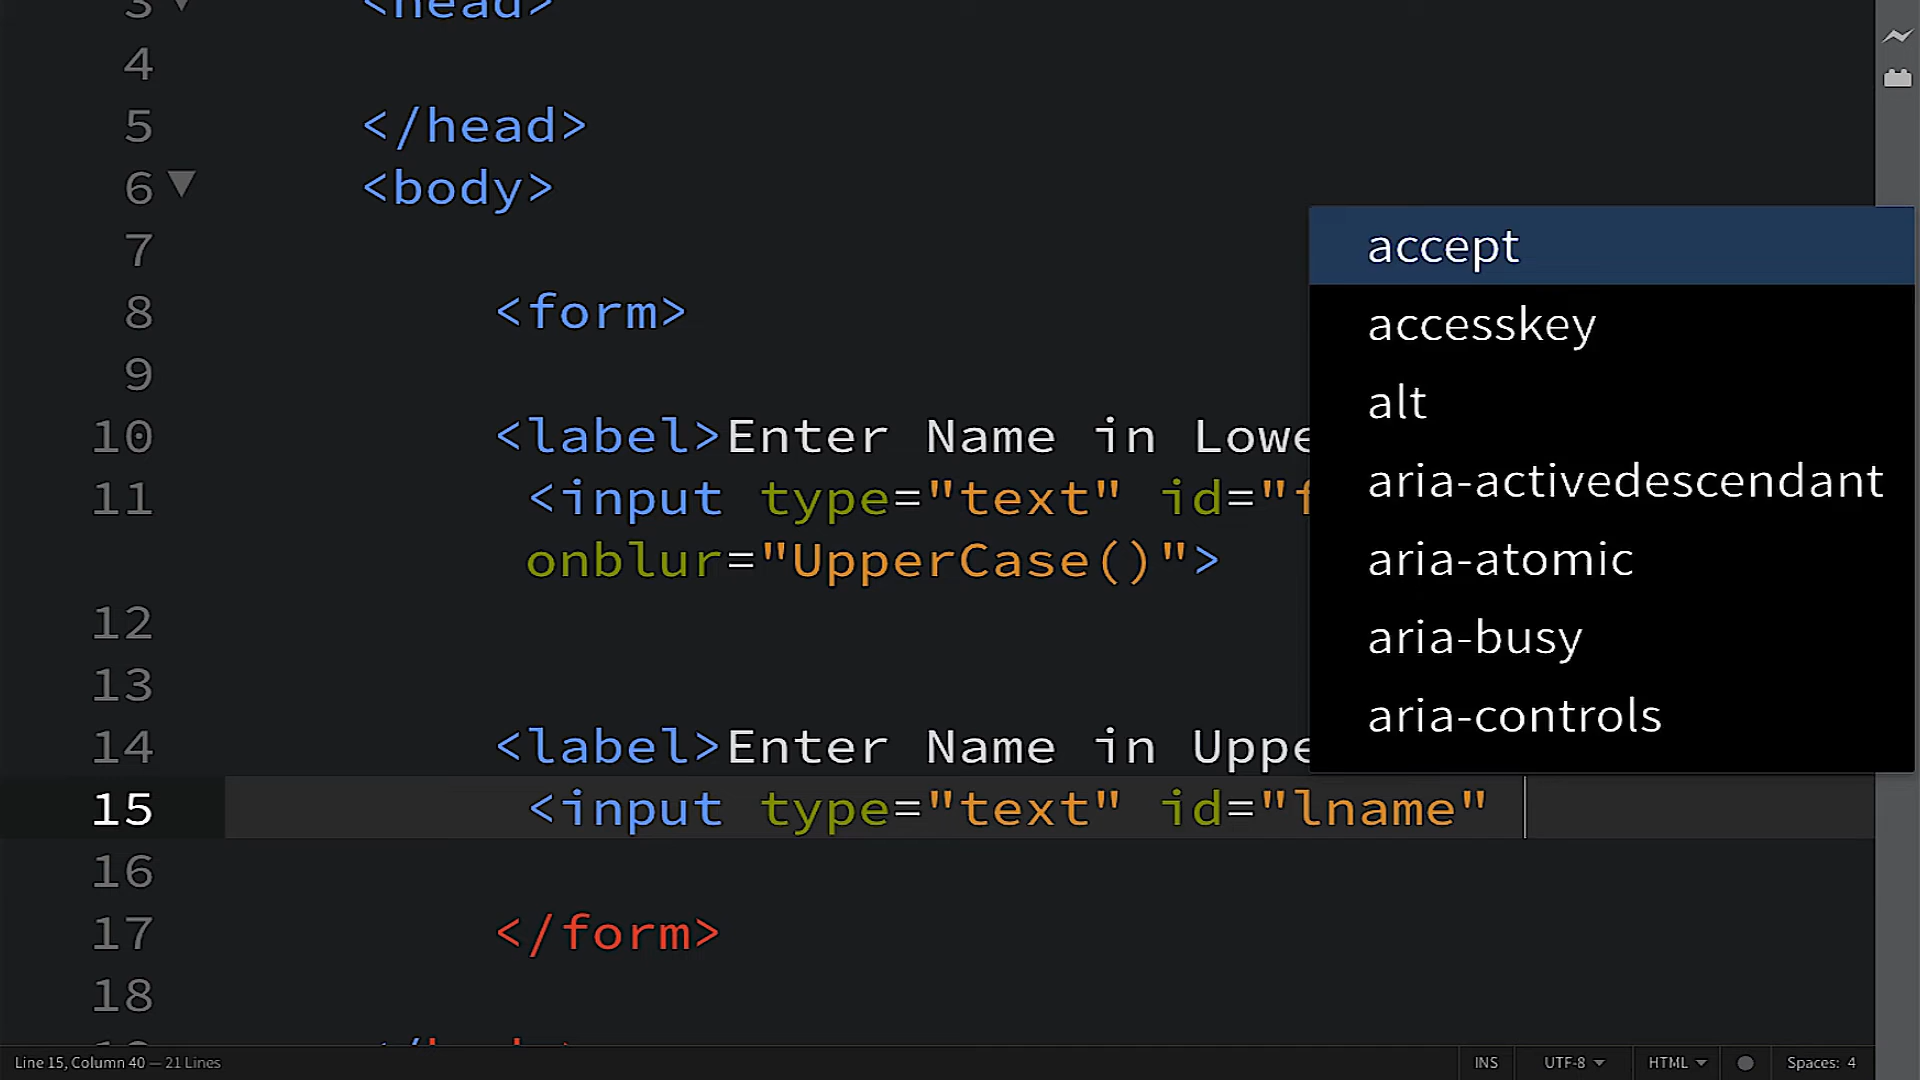 3 <head>
4
5 </head>
6 <body>
7
8 <form>
9
10 <label>Enter Name in Lowe
11 <input type="text" id="f
onblur="UpperCase()">
12
13
14 <label>Enter Name in Uppe
15 <input type="text" id="lname"
16
17 </form>
18
accept
accesskey
alt
aria-activedescendant
aria-atomic
aria-busy
aria-controls
Line 15, Column 40 — 21 Lines
INS UTF-8 HTML Spaces: 4